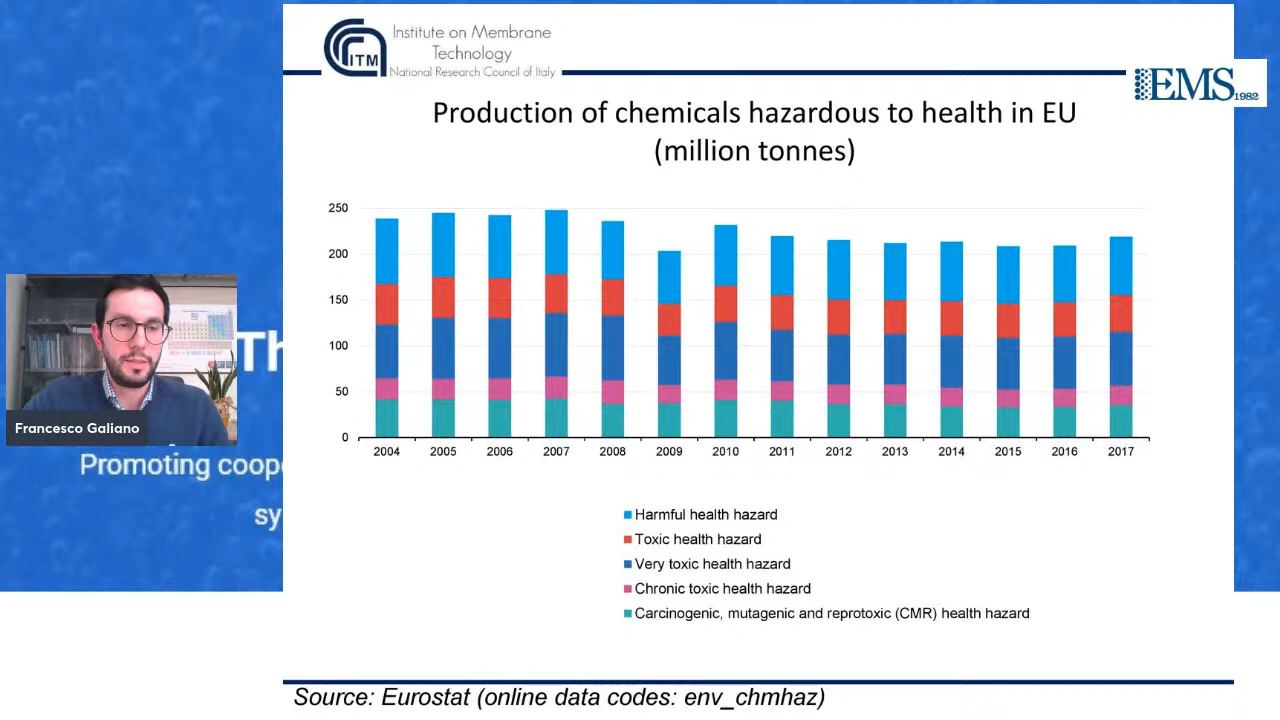 ITM
Institute on Membrane
Technology
National Research Council of Italy
EMS 1982
Production of chemicals hazardous to health in EU
(million tonnes)
250
200
150
100
50
0
2004 2005 2006 2007 2008 2009 2010 2011 2012 2013 2014 2015 2016 2017
Harmful health hazard
Toxic health hazard
Very toxic health hazard
Chronic toxic health hazard
Carcinogenic, mutagenic and reprotoxic (CMR) health hazard
Source: Eurostat (online data codes: env_chmhaz)
Th
Francesco Galiano
Promoting coope
sy